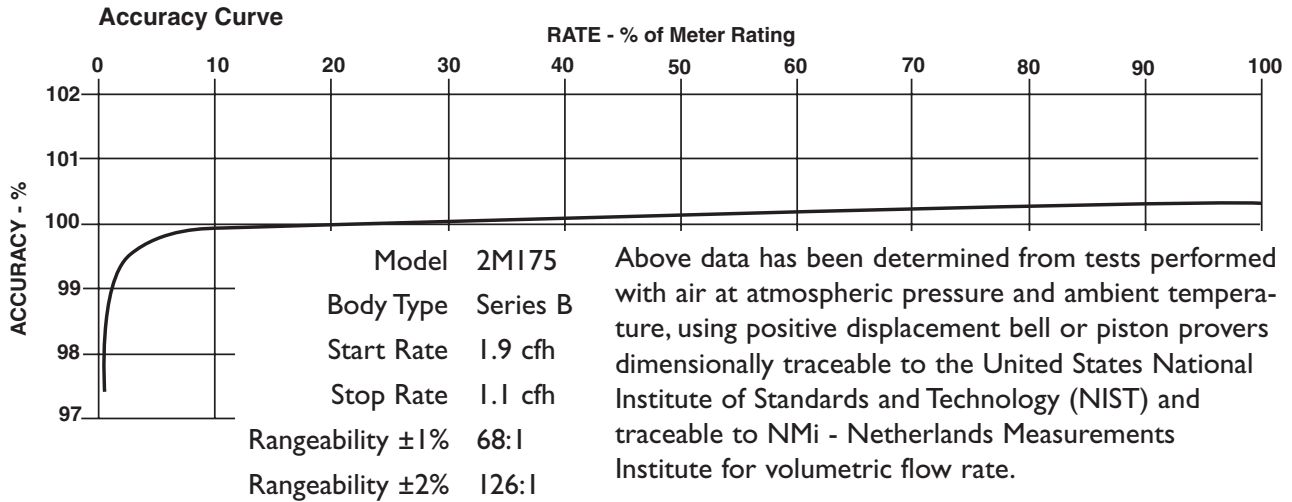 Accuracy Curve
RATE - % of Meter Rating
0 10 20 30 40 50 60 70 80 90 100
102
101
100
99
98
97
ACCURACY - %
Model 2M175
Body Type Series B
Start Rate 1.9 cfh
Stop Rate 1.1 cfh
Rangeability ±1% 68:1
Rangeability ±2% 126:1
Above data has been determined from tests performed
with air at atmospheric pressure and ambient tempera-
ture, using positive displacement bell or piston provers
dimensionally traceable to the United States National
Institute of Standards and Technology (NIST) and
traceable to NMi - Netherlands Measurements
Institute for volumetric flow rate.